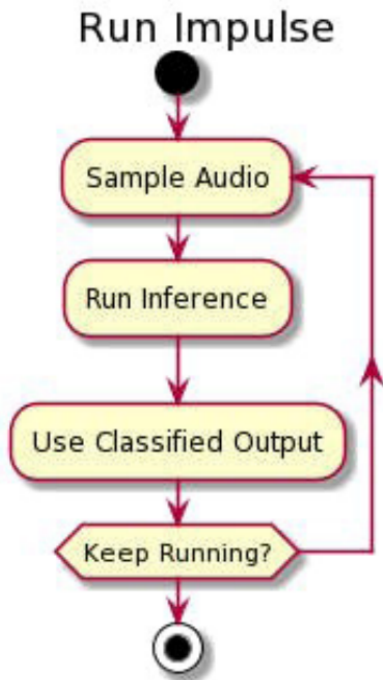 Run Impulse
Sample Audio
Run Inference
Use Classified Output
Keep Running?